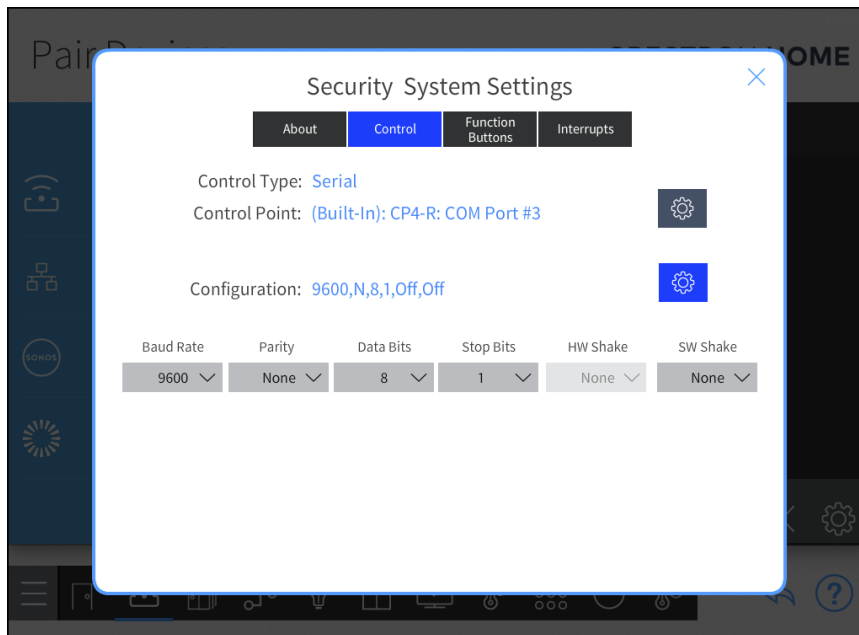 Pair
OME
Security System Settings
About
Control
Function
Buttons
Interrupts
Control Type: Serial
Control Point: (Built-In): CP4-R: COM Port #3
Configuration: 9600,N,8,1,Off,Off
Baud Rate Parity Data Bits Stop Bits HW Shake SW Shake
9600 None 8 1 None None
SONOS
?